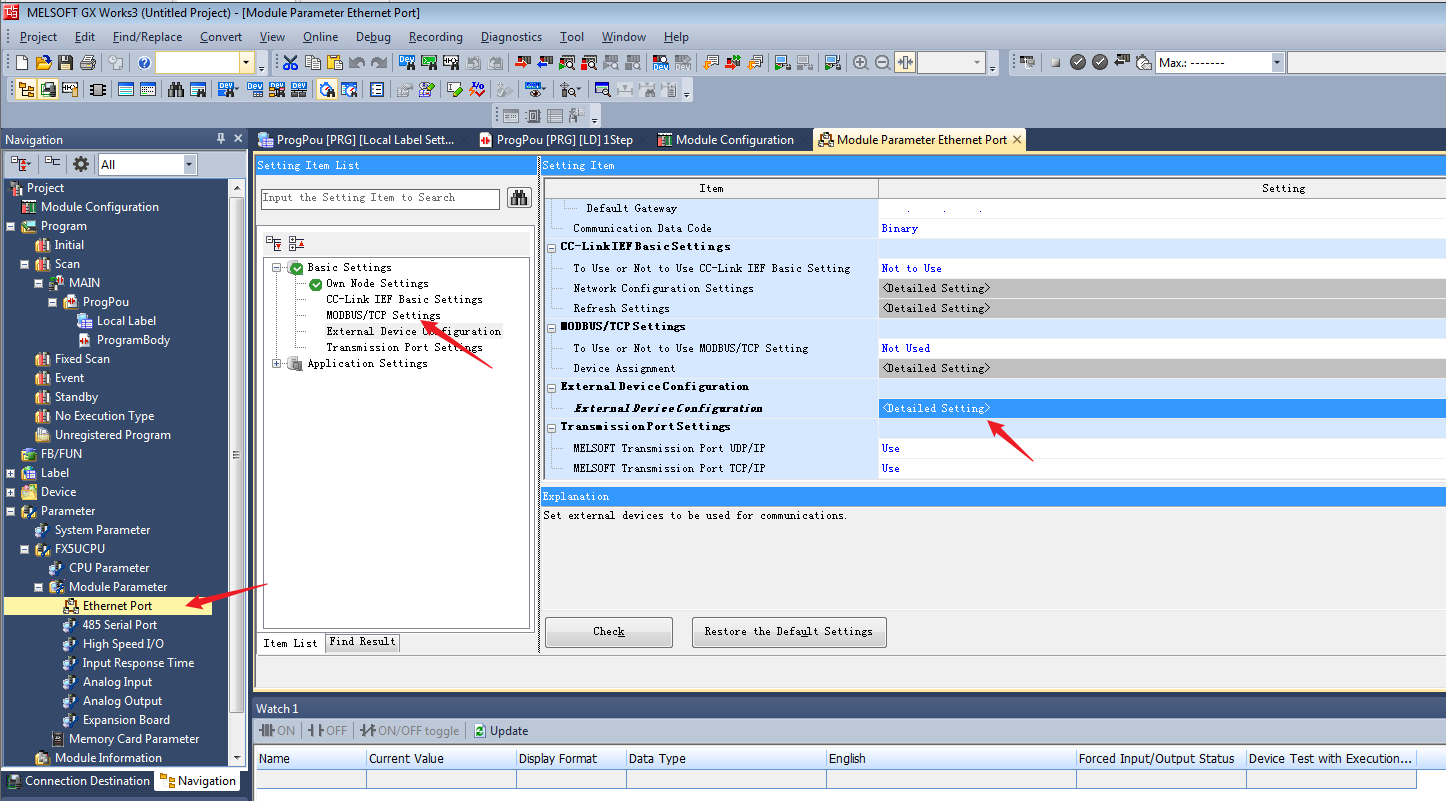 MELSOFT GX Works3 (Untitled Project) - [Module Parameter Ethernet Port]
Project Edit Find/Replace Convert View Online Debug Recording Diagnostics Tool Window Help
Max.: -------
Navigation
ProgPou [PRG] [Local Label Sett...
ProgPou [PRG] [LD] 1Step
Module Configuration
Module Parameter Ethernet Port
All
Project
Module Configuration
Program
Initial
Scan
MAIN
ProgPou
Local Label
ProgramBody
Fixed Scan
Event
Standby
No Execution Type
Unregistered Program
FB/FUN
Label
Device
Parameter
System Parameter
FX5UCPU
CPU Parameter
Module Parameter
Ethernet Port
485 Serial Port
High Speed I/O
Input Response Time
Analog Input
Analog Output
Expansion Board
Memory Card Parameter
Module Information
Connection Destination
Navigation
Setting Item List
Input the Setting Item to Search
Basic Settings
Own Node Settings
CC-Link IEF Basic Settings
MODBUS/TCP Settings
External Device Configuration
Transmission Port Settings
Application Settings
Item List
Find Result
Setting Item
Item Setting
Default Gateway . . .
Communication Data Code Binary
CC-Link IEF Basic Settings
To Use or Not to Use CC-Link IEF Basic Setting Not to Use
Network Configuration Settings <Detailed Setting>
Refresh Settings <Detailed Setting>
MODBUS/TCP Settings
To Use or Not to Use MODBUS/TCP Setting Not Used
Device Assignment <Detailed Setting>
External Device Configuration
External Device Configuration <Detailed Setting>
Transmission Port Settings
MELSOFT Transmission Port UDP/IP Use
MELSOFT Transmission Port TCP/IP Use
Explanation
Set external devices to be used for communications.
Check
Restore the Default Settings
Watch 1
ON OFF ON/OFF toggle Update
Name Current Value Display Format Data Type English Forced Input/Output Status Device Test with Execution...